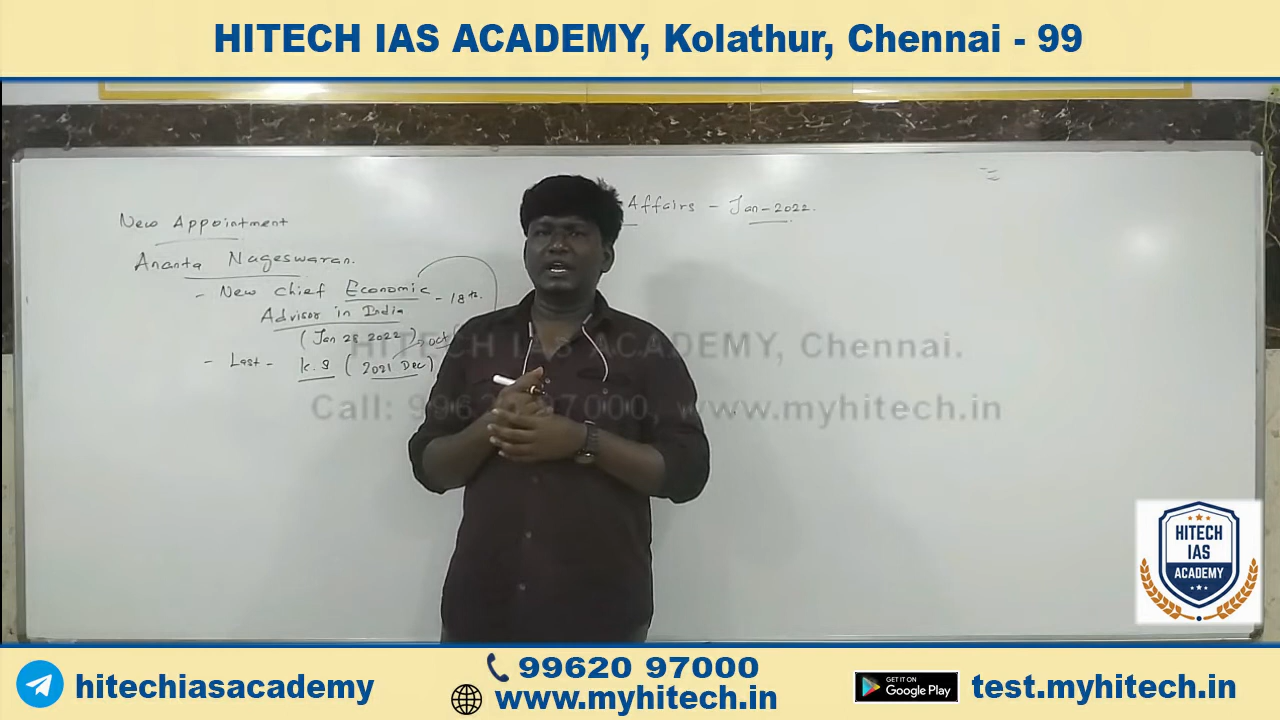 HITECH IAS ACADEMY, Kolathur, Chennai - 99
Affairs - Jan-2022.
New Appointment
Ananta Nageswaran.
- New Chief Economic - 18th.
Advisor in India
(Jan 28 2022) oct
- Last - K.S (2021 Dec)
HITECH IAS ACADEMY, Chennai.
Call: 99620 97000, www.myhitech.in
HITECH
IAS
ACADEMY
hitechiasacademy
99620 97000
www.myhitech.in
GET IT ON
Google Play
test.myhitech.in